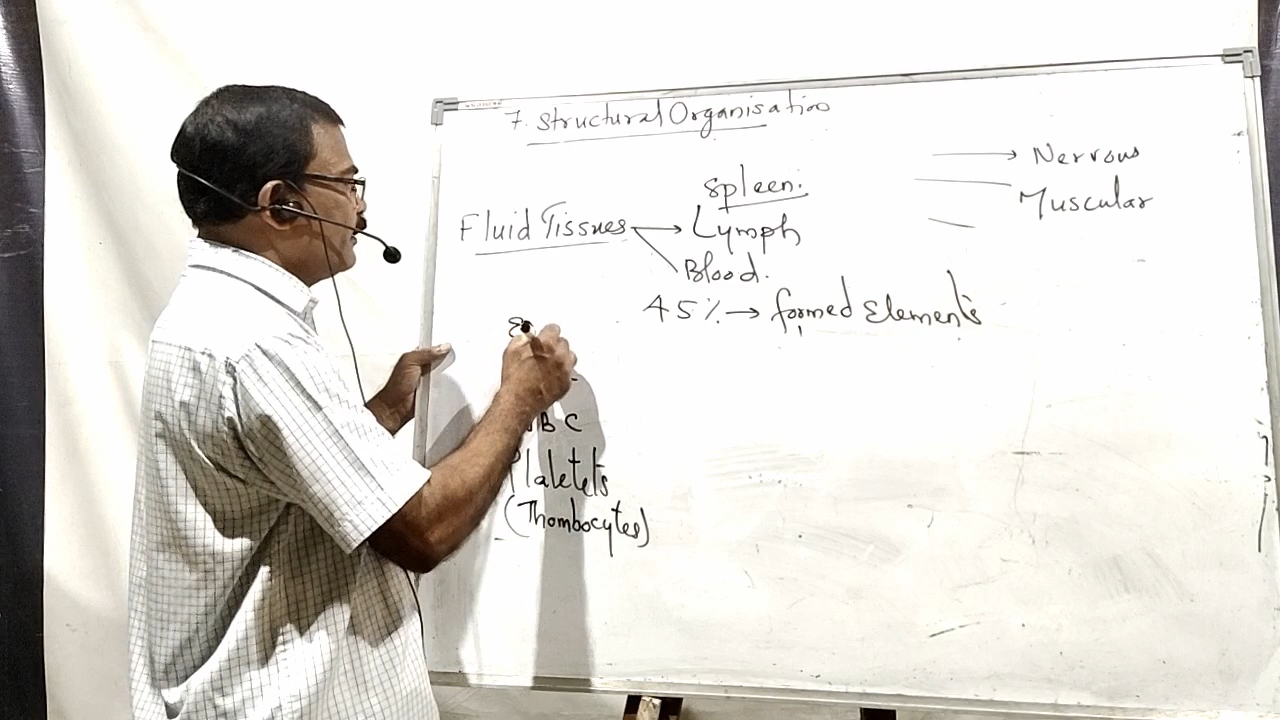 7. Structural Organisation
Nervous
Spleen.
Muscular
Fluid Tissues → Lymph
Blood.
45% → formed Elements
BC
Platelets
(Thombocytes)